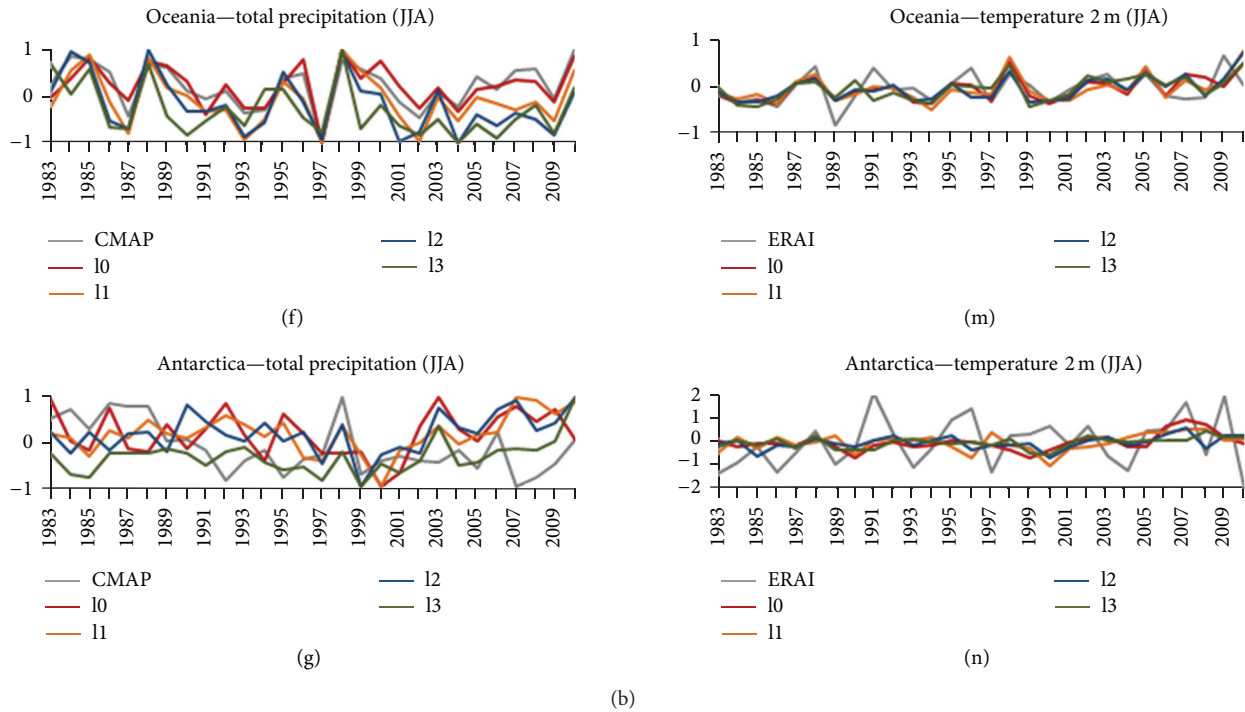 Oceania—total precipitation (JJA)
1
0
−1
1983
1985
1987
1989
1991
1993
1995
1997
1999
2001
2003
2005
2007
2009
CMAP
l0
l1
l2
l3
(f)
Oceania—temperature 2 m (JJA)
1
0
−1
1983
1985
1987
1989
1991
1993
1995
1997
1999
2001
2003
2005
2007
2009
ERAI
l0
l1
l2
l3
(m)
Antarctica—total precipitation (JJA)
1
0
−1
1983
1985
1987
1989
1991
1993
1995
1997
1999
2001
2003
2005
2007
2009
CMAP
l0
l1
l2
l3
(g)
Antarctica—temperature 2 m (JJA)
2
2
1
0
−1
−2
1983
1985
1987
1989
1991
1993
1995
1997
1999
2001
2003
2005
2007
2009
ERAI
l0
l1
l2
l3
(n)
(b)